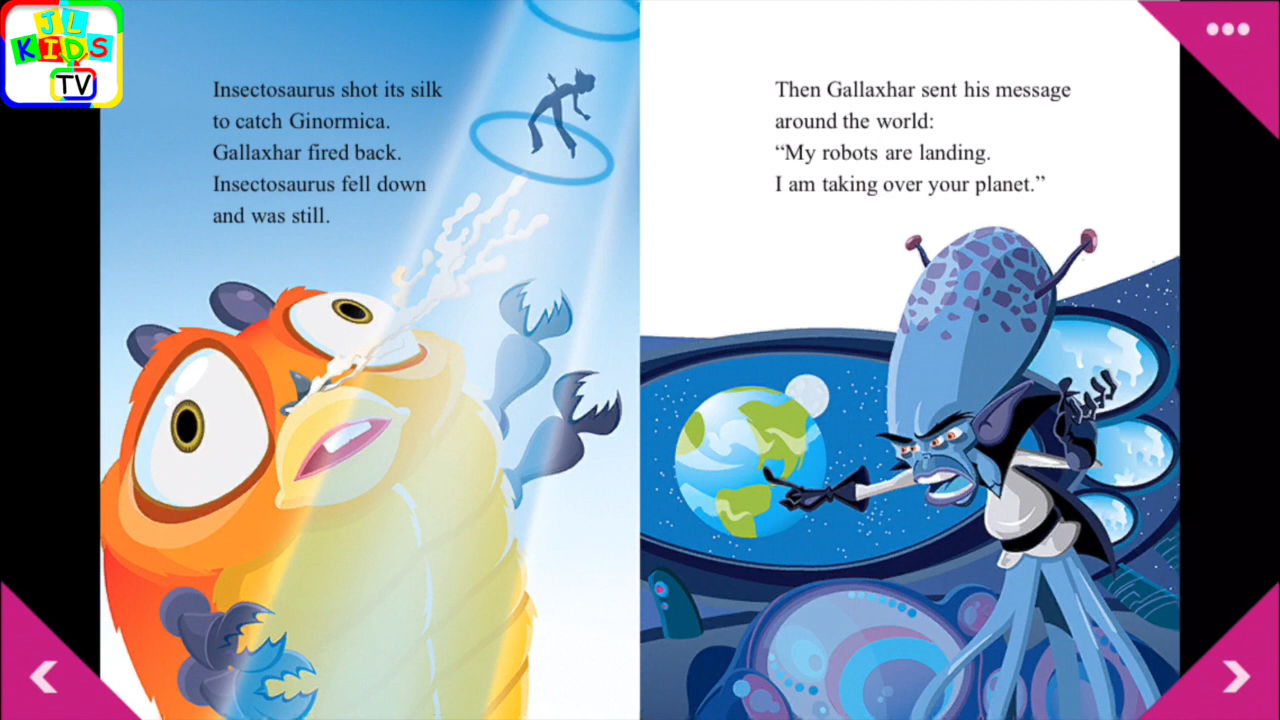 JL
KIDS
TV
Insectosaurus shot its silk
to catch Ginormica.
Gallaxhar fired back.
Insectosaurus fell down
and was still.
Then Gallaxhar sent his message
around the world:
“My robots are landing.
I am taking over your planet.”